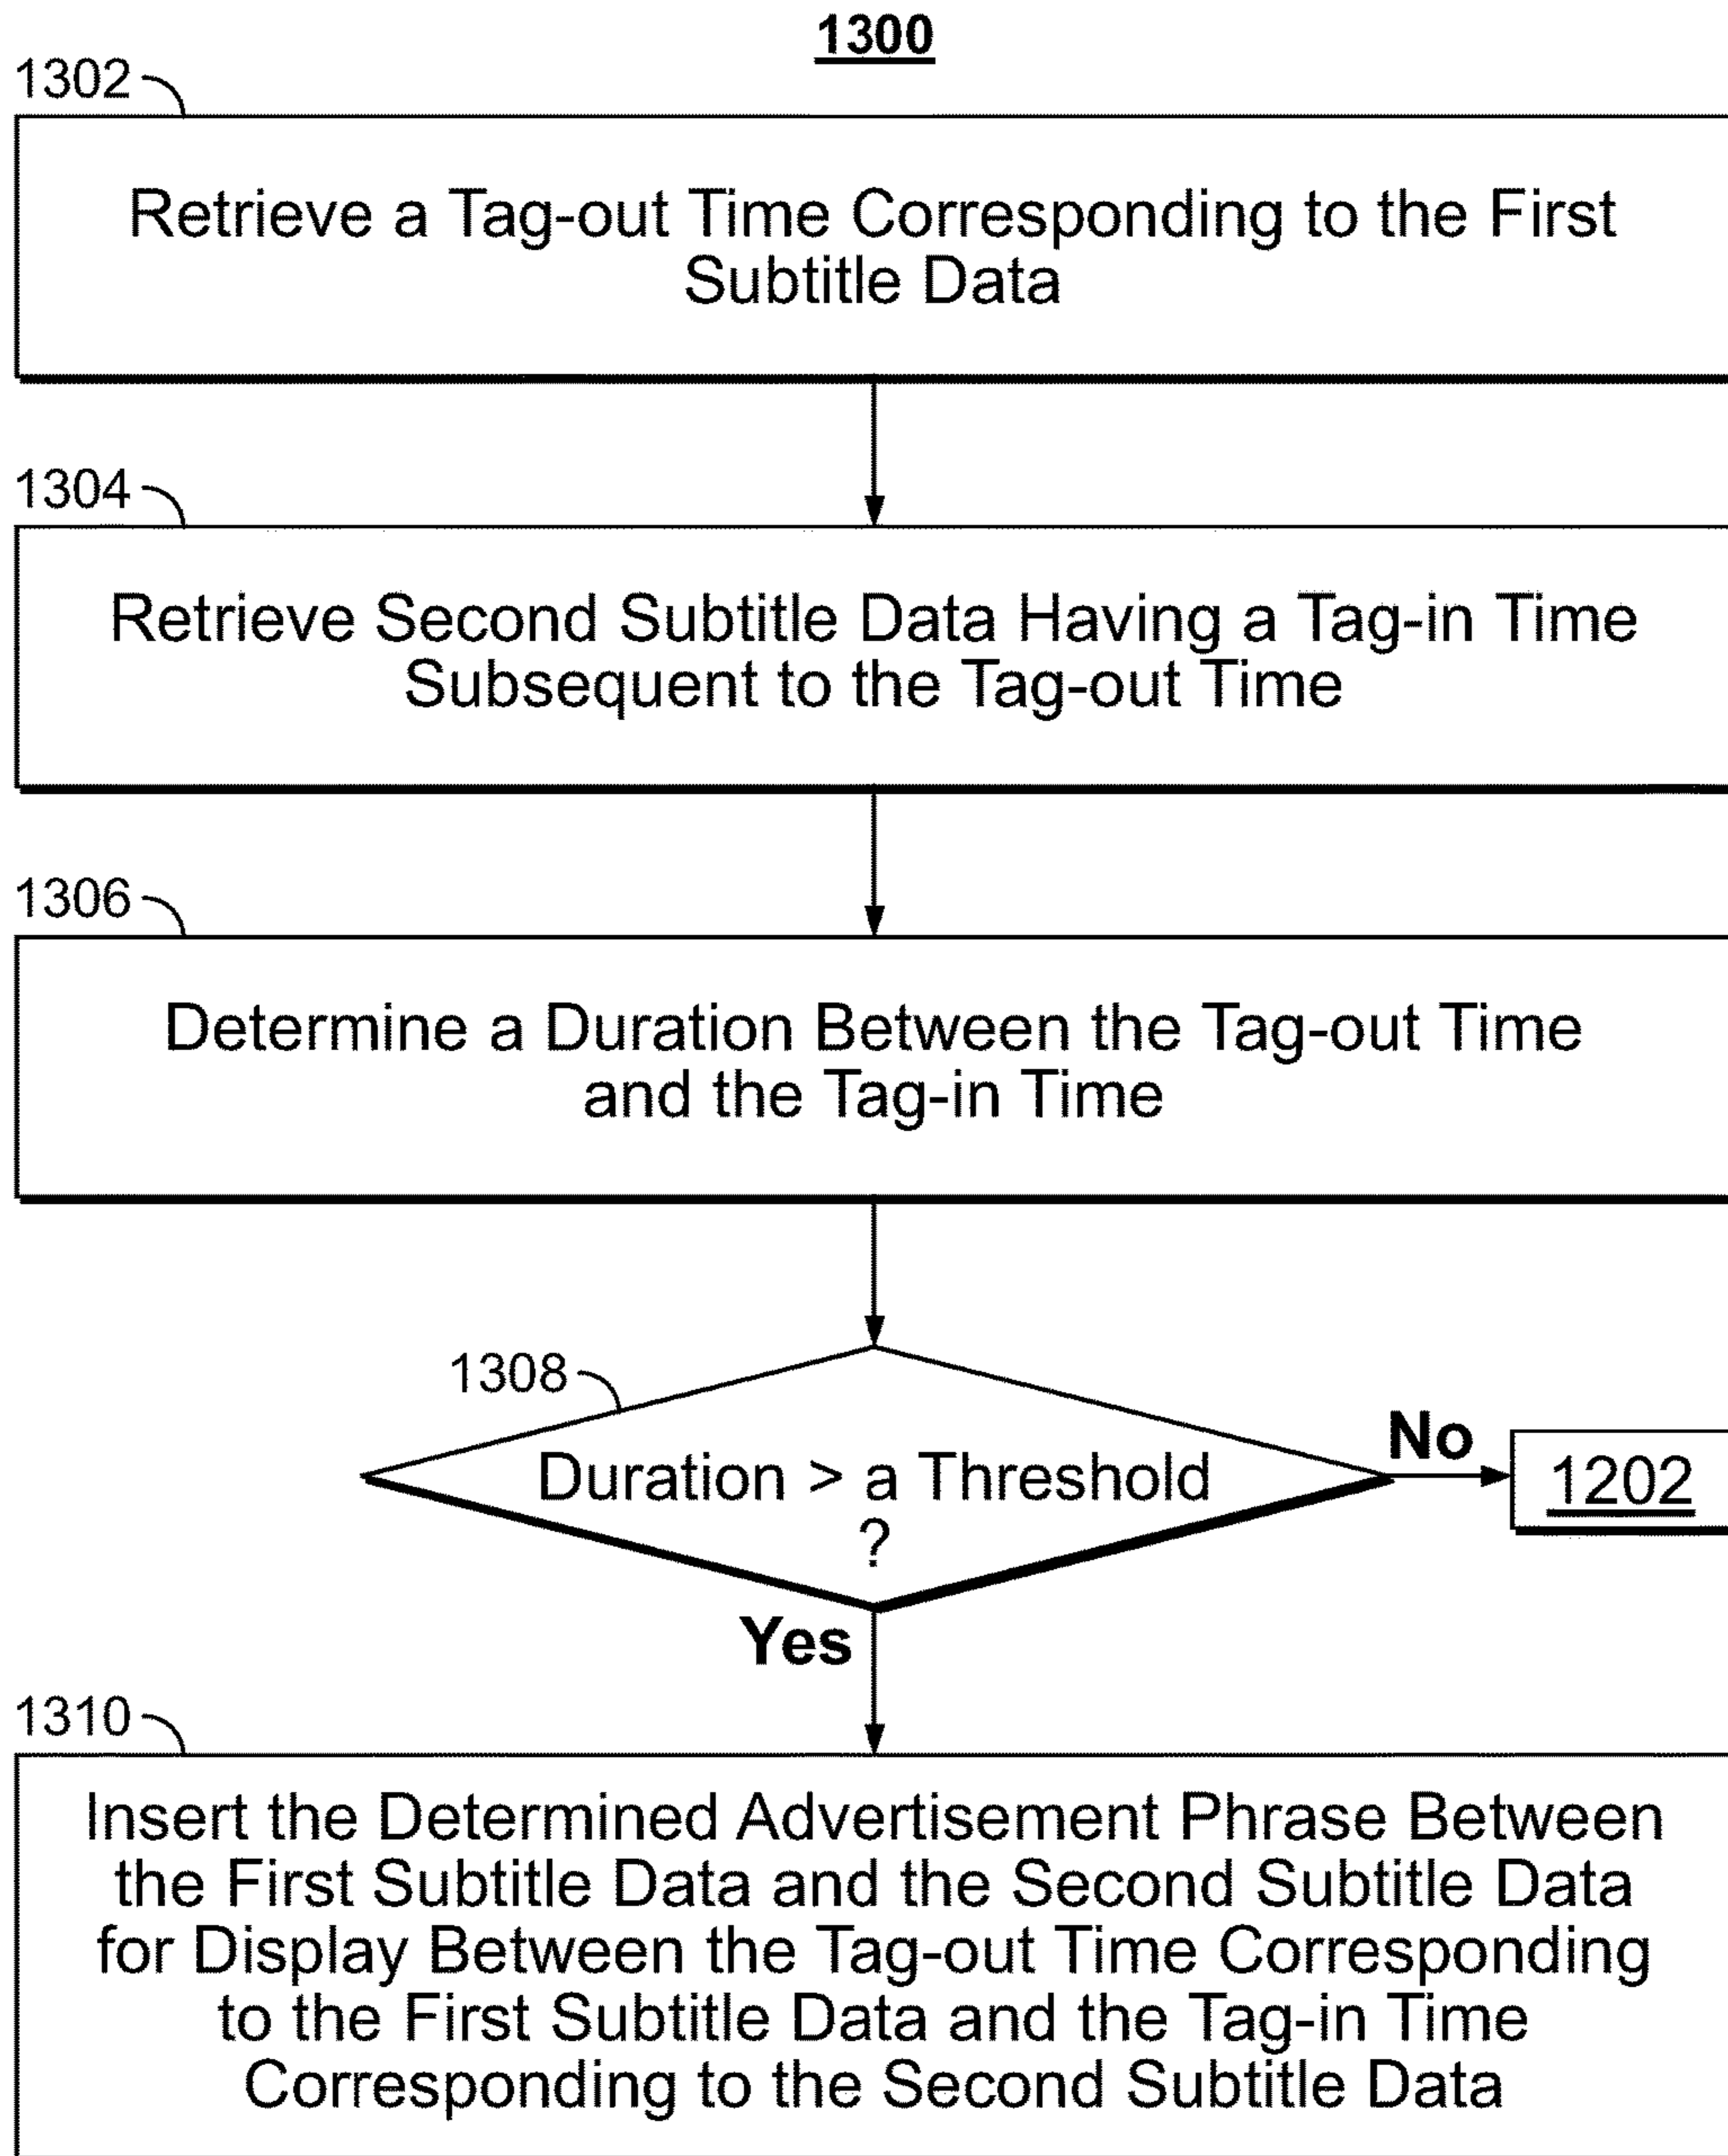 1300
1302
Retrieve a Tag-out Time Corresponding to the First
Subtitle Data
1304
Retrieve Second Subtitle Data Having a Tag-in Time
Subsequent to the Tag-out Time
1306
Determine a Duration Between the Tag-out Time
and the Tag-in Time
1308
Duration > a Threshold
?
No
1202
Yes
1310
Insert the Determined Advertisement Phrase Between
the First Subtitle Data and the Second Subtitle Data
for Display Between the Tag-out Time Corresponding
to the First Subtitle Data and the Tag-in Time
Corresponding to the Second Subtitle Data